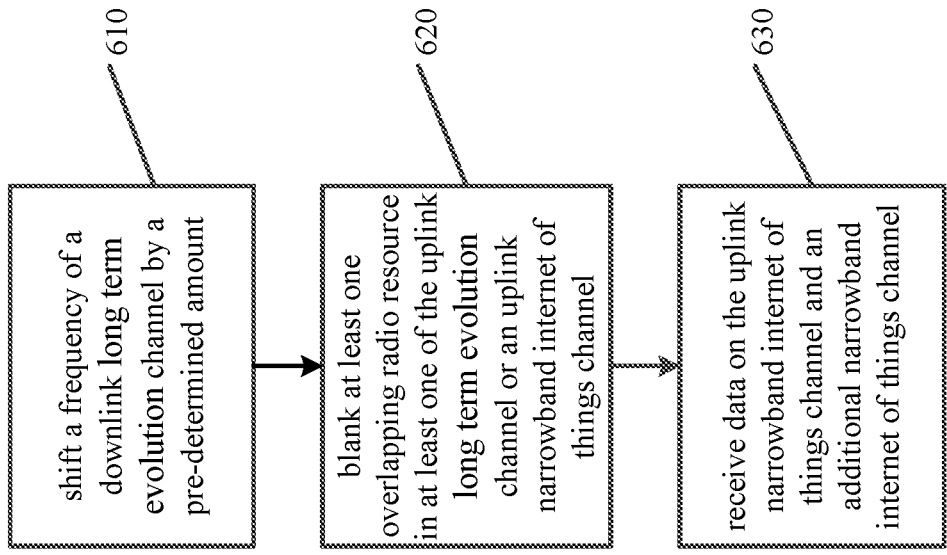 shift a frequency of a
downlink long term
evolution channel by a
pre-determined amount
610
blank at least one
overlapping radio resource
in at least one of the uplink
long term evolution
channel or an uplink
narrowband internet of
things channel
620
receive data on the uplink
narrowband internet of
things channel and an
additional narrowband
internet of things channel
630